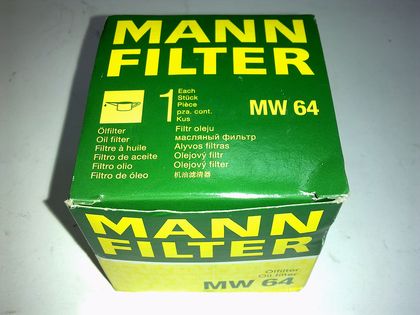 MANN
FILTER
1
Each
Stück
Pièce
pza. cont.
Kus
MW 64
Ölfilter
Oil filter
Filtre à huile
Filtro de aceite
Filtro olio
Filtro de óleo
Filtr oleju
масляный фильтр
Alyvos filtras
Olejový filtr
Olejový filter
机油滤清器
MANN
FILTER
Ölfilter
Oil filter
MW 64